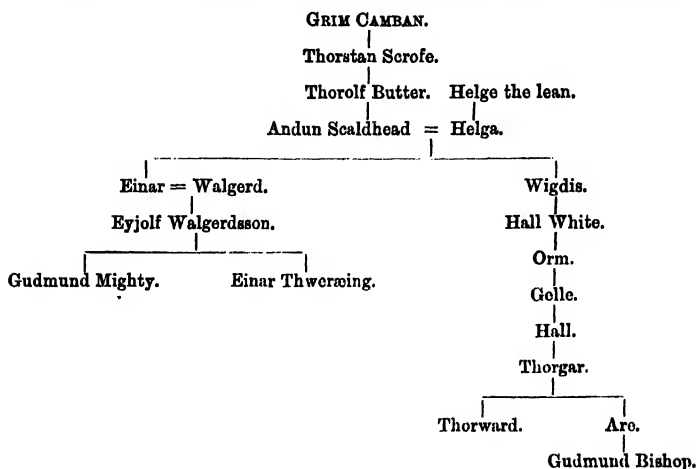 GRIM CAMBAN.
Thorstan Scrofe.
Thorolf Butter. Helge the lean.
Andun Scaldhead = Helga.
Einar = Walgerd. Wigdis.
Eyjolf Walgerdsson. Hall White.
Orm.
Gudmund Mighty. Einar Thweræing.
Gelle.
Hall.
Thorgar.
Thorward. Are.
Gudmund Bishop.